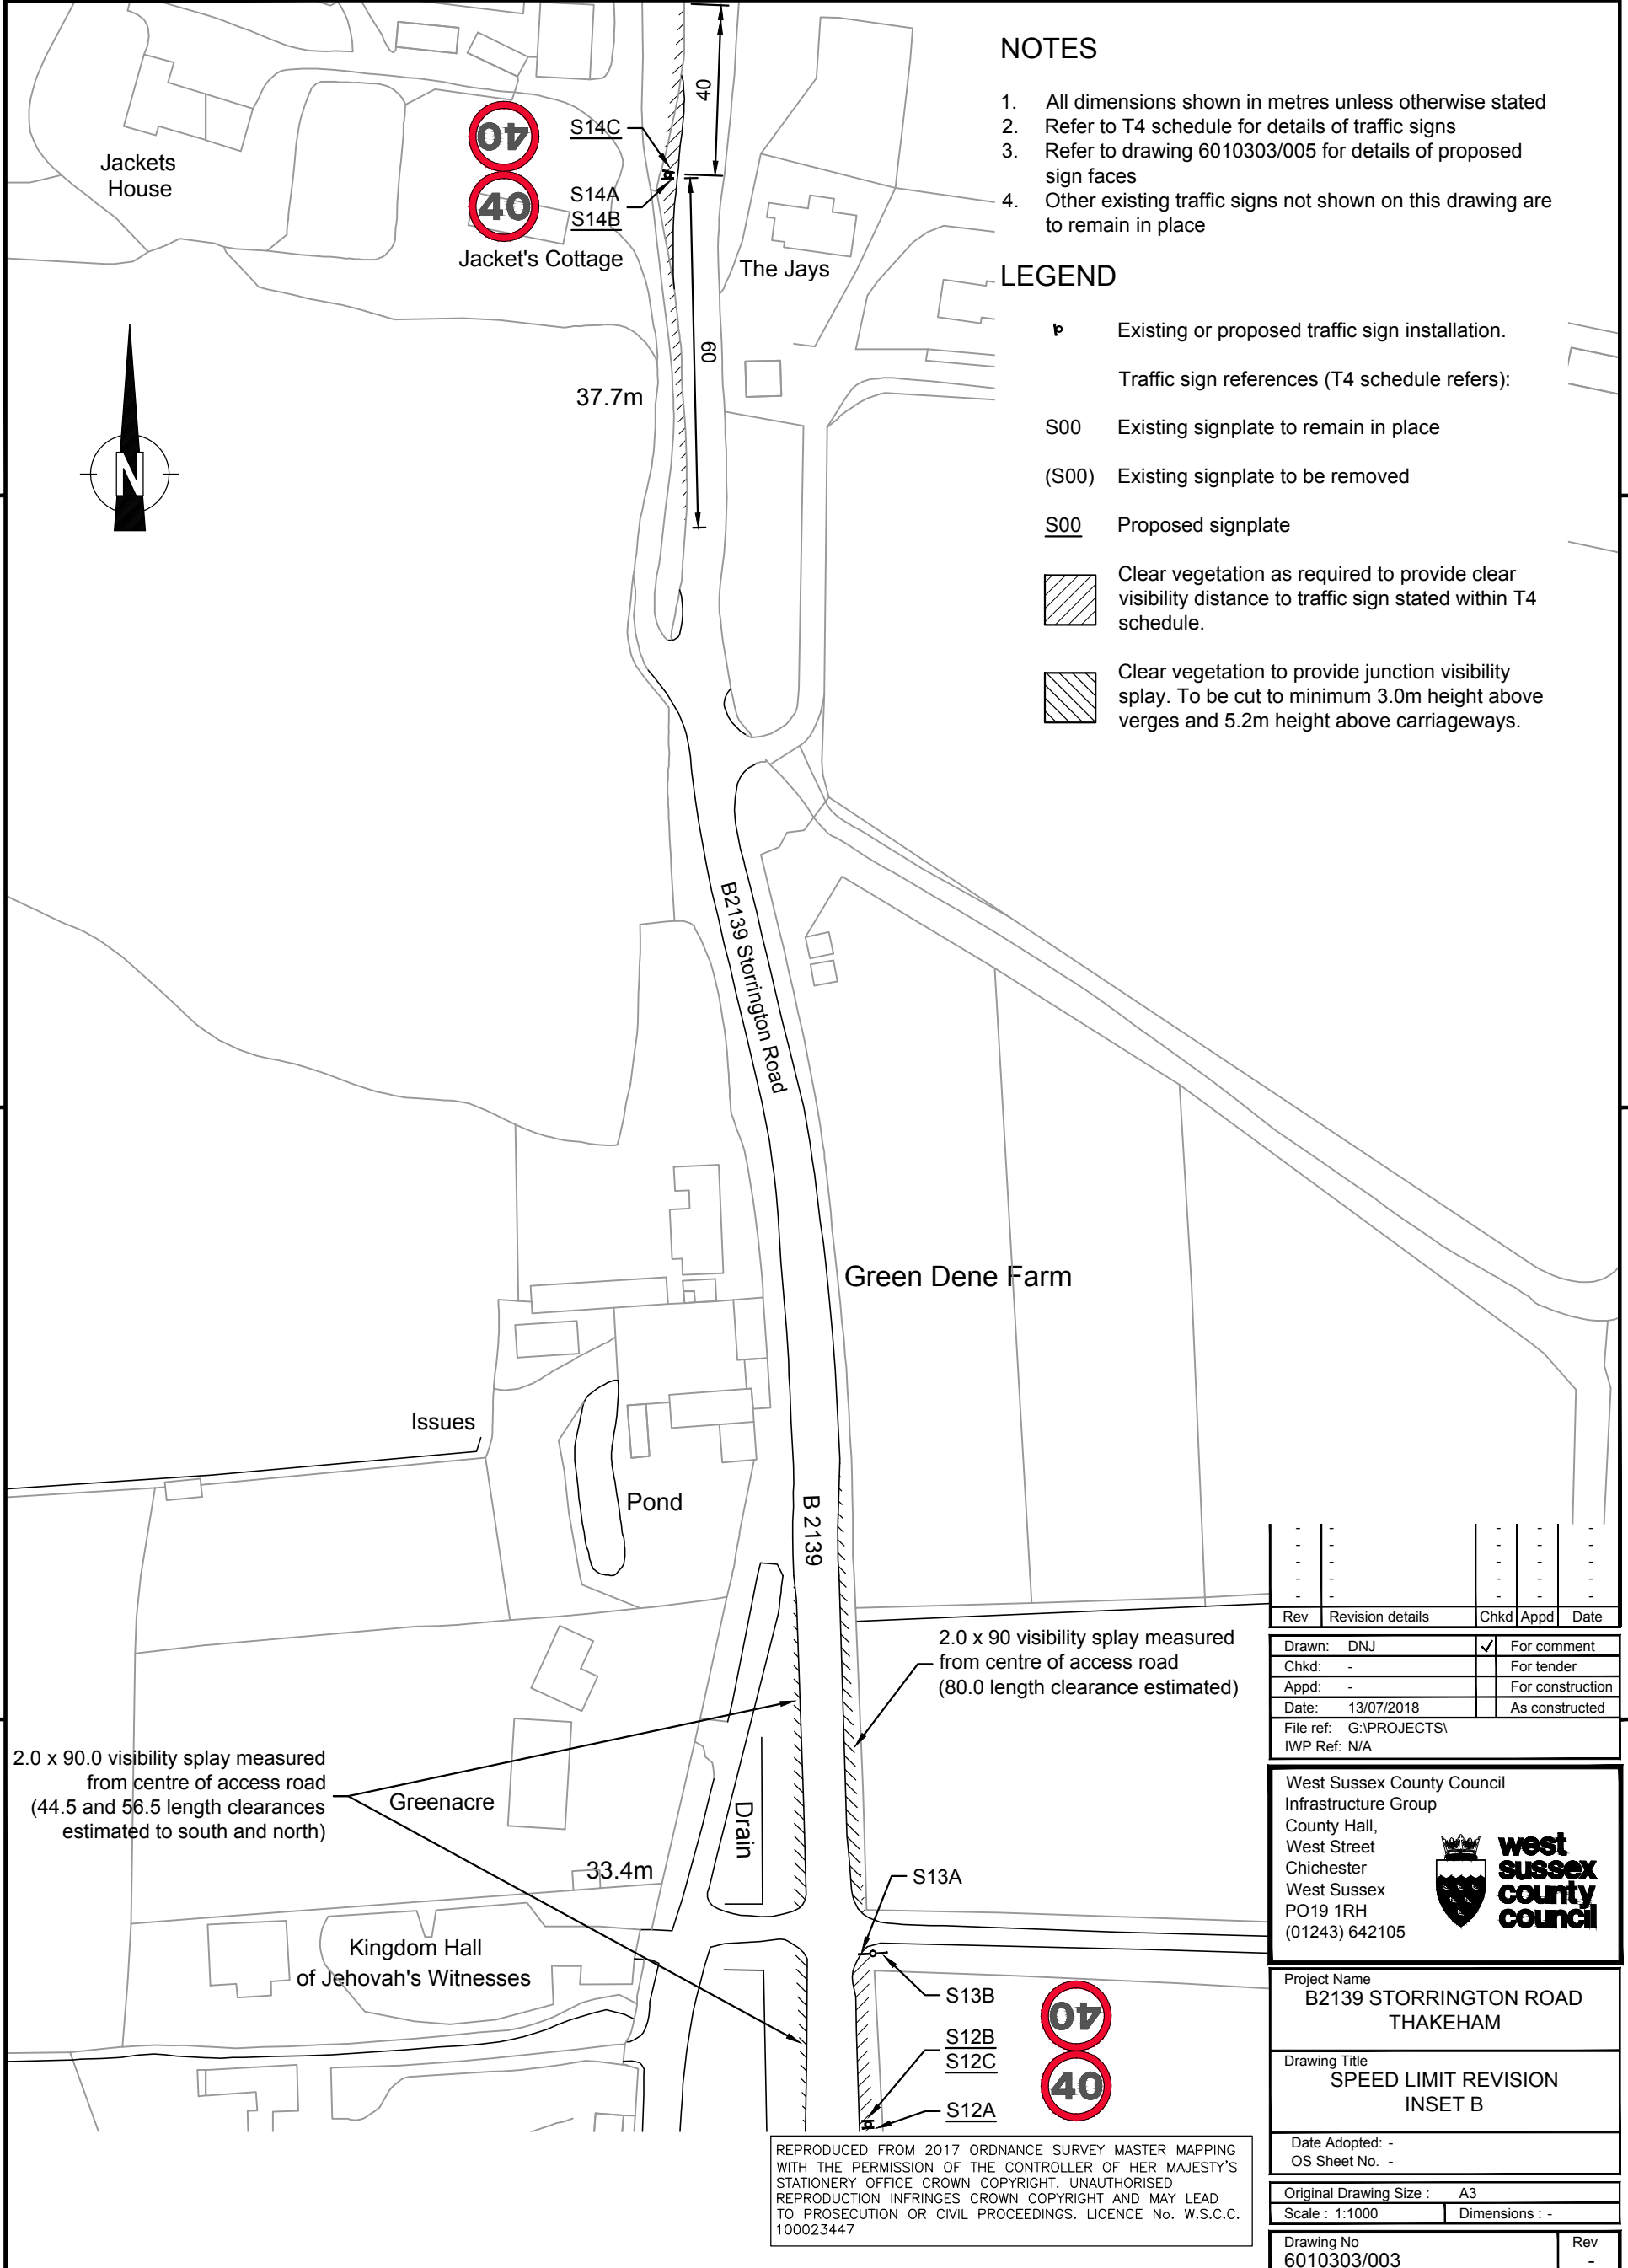 NOTES
1. All dimensions shown in metres unless otherwise stated
2. Refer to T4 schedule for details of traffic signs
3. Refer to drawing 6010303/005 for details of proposed
sign faces
4. Other existing traffic signs not shown on this drawing are
to remain in place
LEGEND
Existing or proposed traffic sign installation.
Traffic sign references (T4 schedule refers):
S00 Existing signplate to remain in place
(S00) Existing signplate to be removed
S00 Proposed signplate
Clear vegetation as required to provide clear
visibility distance to traffic sign stated within T4
schedule.
Clear vegetation to provide junction visibility
splay. To be cut to minimum 3.0m height above
verges and 5.2m height above carriageways.
Jackets
House
40
40
S14C
S14A
S14B
Jacket's Cottage
40
The Jays
60
37.7m
N
B2139 Storrington Road
Green Dene Farm
Issues
Pond
B 2139
2.0 x 90 visibility splay measured
from centre of access road
(80.0 length clearance estimated)
2.0 x 90.0 visibility splay measured
from centre of access road
(44.5 and 56.5 length clearances
estimated to south and north)
Greenacre
Drain
33.4m
S13A
Kingdom Hall
of Jehovah's Witnesses
S13B
S12B
S12C
S12A
40
40
REPRODUCED FROM 2017 ORDNANCE SURVEY MASTER MAPPING
WITH THE PERMISSION OF THE CONTROLLER OF HER MAJESTY'S
STATIONERY OFFICE CROWN COPYRIGHT. UNAUTHORISED
REPRODUCTION INFRINGES CROWN COPYRIGHT AND MAY LEAD
TO PROSECUTION OR CIVIL PROCEEDINGS. LICENCE No. W.S.C.C.
100023447
- - - - -
- - - - -
- - - - -
- - - - -
- - - - -
Rev Revision details Chkd Appd Date
Drawn: DNJ ✓ For comment
Chkd: - For tender
Appd: - For construction
Date: 13/07/2018 As constructed
File ref: G:\PROJECTS\
IWP Ref: N/A
West Sussex County Council
Infrastructure Group
County Hall,
West Street
Chichester
West Sussex
PO19 1RH
(01243) 642105
west
sussex
county
council
Project Name
B2139 STORRINGTON ROAD
THAKEHAM
Drawing Title
SPEED LIMIT REVISION
INSET B
Date Adopted: -
OS Sheet No. -
Original Drawing Size : A3
Scale : 1:1000 Dimensions : -
Drawing No Rev
6010303/003 -